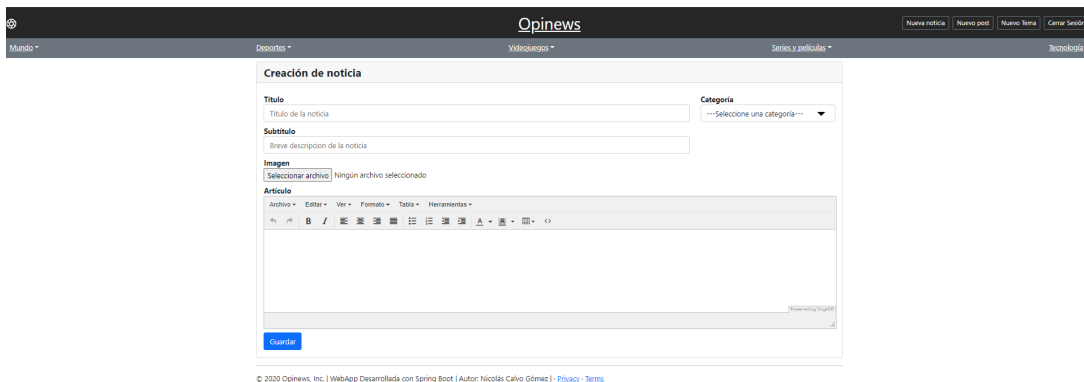 Opinews
Nueva noticia Nuevo post Nuevo Tema Cerrar Sesión
Mundo Deportes Videojuegos Series y películas Tecnología
Creación de noticia
Título Categoría
Título de la noticia ---Seleccione una categoría---
Subtítulo
Breve descripcion de la noticia
Imagen
Seleccionar archivo Ningún archivo seleccionado
Artículo
Archivo Editar Ver Formato Tabla Herramientas
B I A A
Powered by TinyMCE
Guardar
© 2020 Opinews, Inc. | WebApp Desarrollada con Spring Boot | Autor: Nicolás Calvo Gómez | · Privacy · Terms